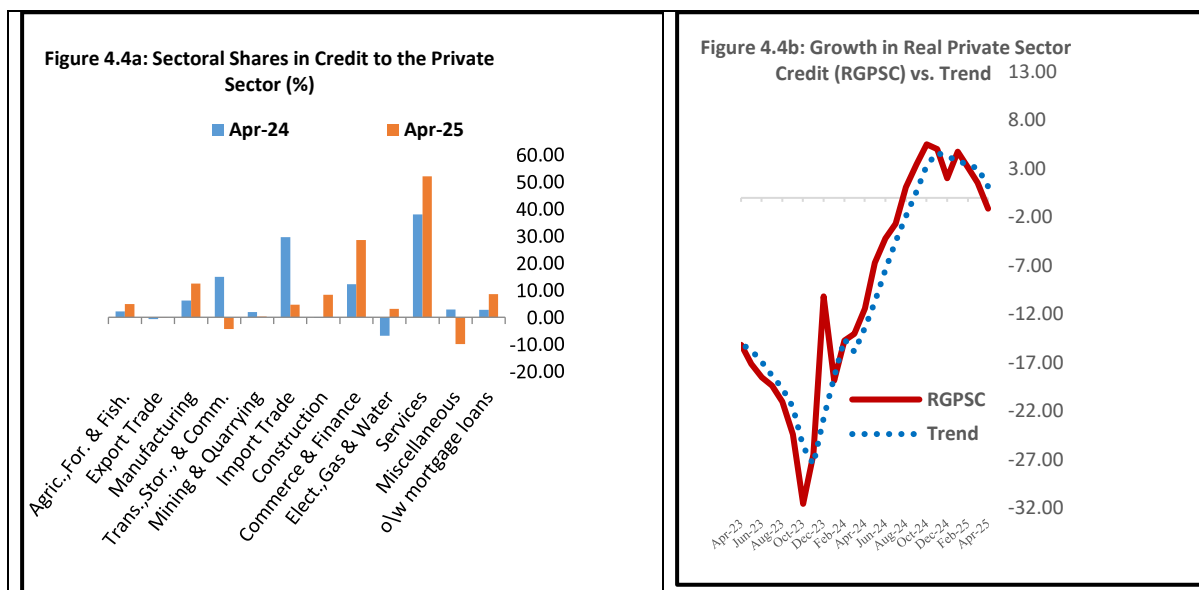 Figure 4.4a: Sectoral Shares in Credit to the Private
Sector (%)
Apr-24
Apr-25
60.00
50.00
40.00
30.00
20.00
10.00
0.00
-10.00
-20.00
Agric.,For. & Fish.
Export Trade
Manufacturing
Trans.,Stor., & Comm.
Mining & Quarrying
Import Trade
Construction
Commerce & Finance
Elect.,Gas & Water
Services
Miscellaneous
o\w mortgage loans
Figure 4.4b: Growth in Real Private Sector
Credit (RGPSC) vs. Trend
13.00
8.00
3.00
-2.00
-7.00
-12.00
-17.00
-22.00
-27.00
-32.00
RGPSC
Trend
Apr-23
Jun-23
Aug-23
Oct-23
Dec-23
Feb-24
Apr-24
Jun-24
Aug-24
Oct-24
Dec-24
Feb-25
Apr-25